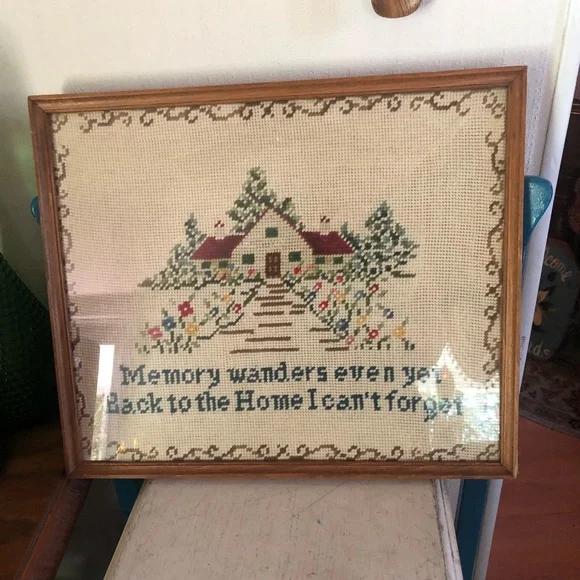 Memory wanders even yet
Back to the Home I can't forget